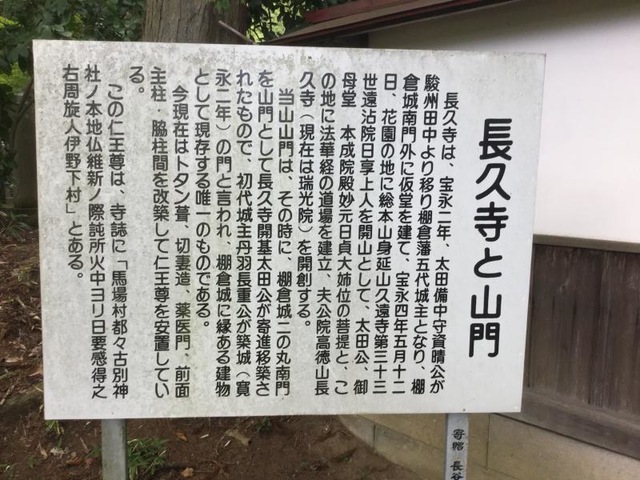 長久寺と山門
長久寺は、宝永二年、太田備中守資晴公が
駿州田中より移り棚倉藩五代城主となり、棚
倉城南門外に仮堂を建て、宝永四年五月十二
日、花園の地に総本山身延山久遠寺第三十三
世遠沾院日享上人を開山として、太田公、御
母堂　本成院殿妙元日貞大姉位の菩提と、こ
の地に法華経の道場を建立、夫公院高徳山長
久寺（現在は瑞光院）を開創する。
当山山門は、その時に、棚倉城二の丸南門
を山門として長久寺開基太田公が寄進移築さ
れたもので、初代城主丹羽長重公が築城（寛
永二年）の門と言われ、棚倉城に縁ある建物
として現存する唯一のものである。
今現在はトタン葺、切妻造、薬医門、前面
主柱　脇柱間を改築して仁王尊を安置してい
る。
この仁王尊は、寺誌に「馬場村都々古別神
社ノ本地仏維新ノ際訰所火中ヨリ日要感得之
右周旋人伊野下村」とある。
寄贈　長谷